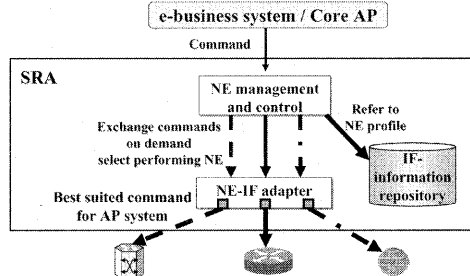 e-business system / Core AP
Command
SRA
NE management
and control
Refer to
NE profile
Exchange commands
on demand
select performing NE
IF-
information
repository
NE-IF adapter
Best suited command
for AP system